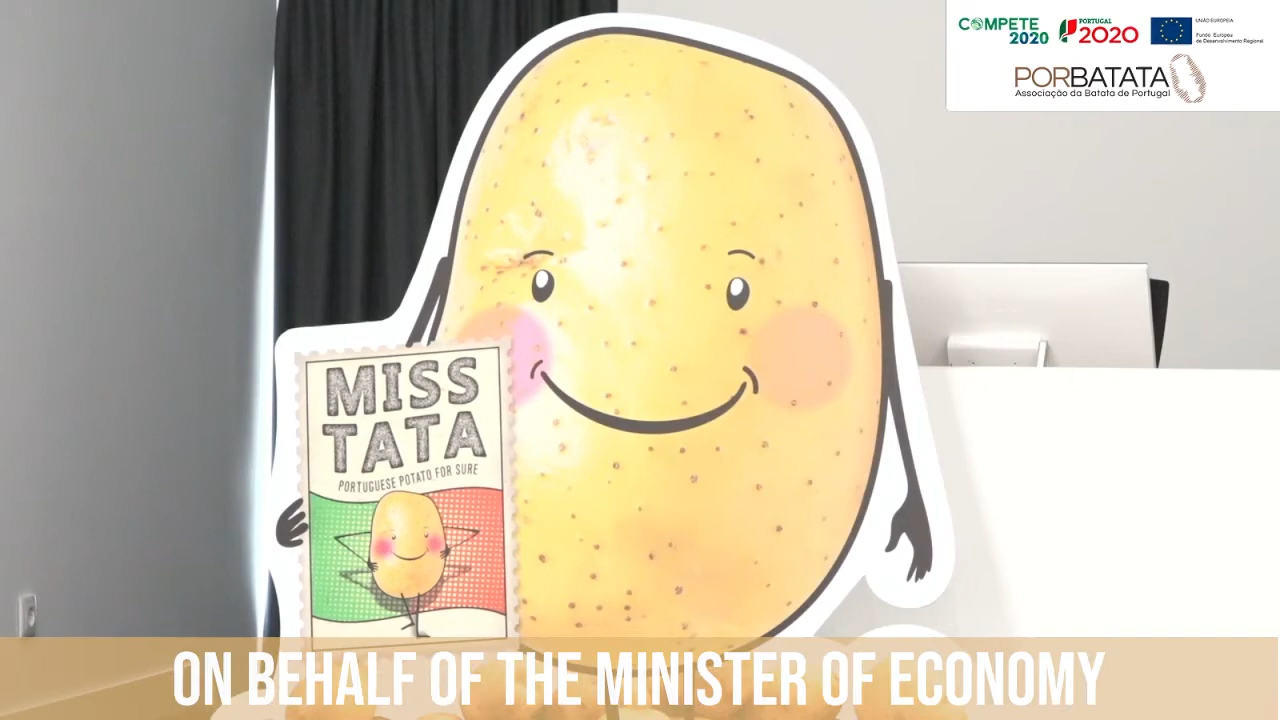 COMPETE
2020
PORTUGAL
2020
UNIÃO EUROPEIA
Fundo Europeu
de Desenvolvimento Regional
PORBATATA
Associação da Batata de Portugal
MISS
TATA
PORTUGUESE POTATO FOR SURE
ON BEHALF OF THE MINISTER OF ECONOMY